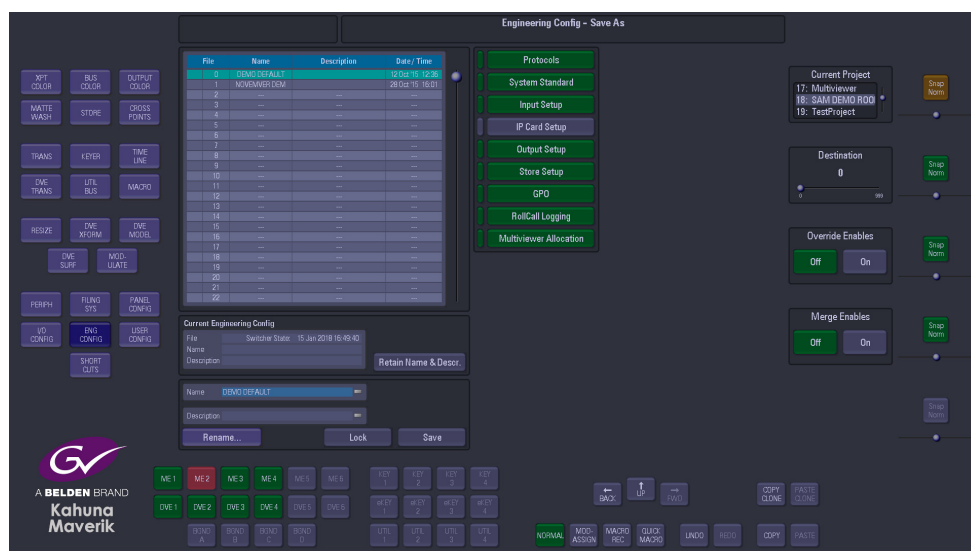 Engineering Config - Save As
XPT COLOR
BUS COLOR
OUTPUT COLOR
MATTE WASH
STORE
CROSS POINTS
TRANS
KEYER
TIME LINE
DVE TRANS
UTIL BUS
MACRO
RESIZE
DVE XFORM
DVE MODEL
DVE SURF
MOD- ULATE
PERIPH
FILING SYS
PANEL CONFIG
I/O CONFIG
ENG CONFIG
USER CONFIG
SHORT CUTS
File Name Description Date / Time
0 DEMO DEFAULT 12 Oct '15 12:36
1 NOVEMVER DEM 28 Oct '15 16:01
2 --- --- ---
3 --- --- ---
4 --- --- ---
5 --- --- ---
6 --- --- ---
7 --- --- ---
8 --- --- ---
9 --- --- ---
10 --- --- ---
11 --- --- ---
12 --- --- ---
13 --- --- ---
14 --- --- ---
15 --- --- ---
16 --- --- ---
17 --- --- ---
18 --- --- ---
19 --- --- ---
20 --- --- ---
21 --- --- ---
22 --- --- ---
Current Engineering Config
File Switcher State: 15 Jan 2018 16:49:40
Name
Description
Retain Name & Descr.
Name DEMO DEFAULT
Description
Rename... Lock Save
Protocols
System Standard
Input Setup
IP Card Setup
Output Setup
Store Setup
GPO
RollCall Logging
Multiviewer Allocation
Current Project
17: Multiviewer
18: SAM DEMO ROO
19: TestProject
Snap Norm
Destination
0
0 999
Snap Norm
Override Enables
Off On
Snap Norm
Merge Enables
Off On
Snap Norm
Snap Norm
GV
A BELDEN BRAND
Kahuna
Maverik
ME 1 ME 2 ME 3 ME 4 ME 5 ME 6
DVE 1 DVE 2 DVE 3 DVE 4 DVE 5 DVE 6
BOND A BOND B BOND C BOND D
KEY 1 KEY 2 KEY 3 KEY 4
eKEY 1 eKEY 2 eKEY 3 eKEY 4
UTIL 1 UTIL 2 UTIL 3 UTIL 4
BACK UP FWD
COPY CLONE PASTE CLONE
NORMAL MOD- ASSIGN MACRO REC QUICK MACRO UNDO REDO COPY PASTE